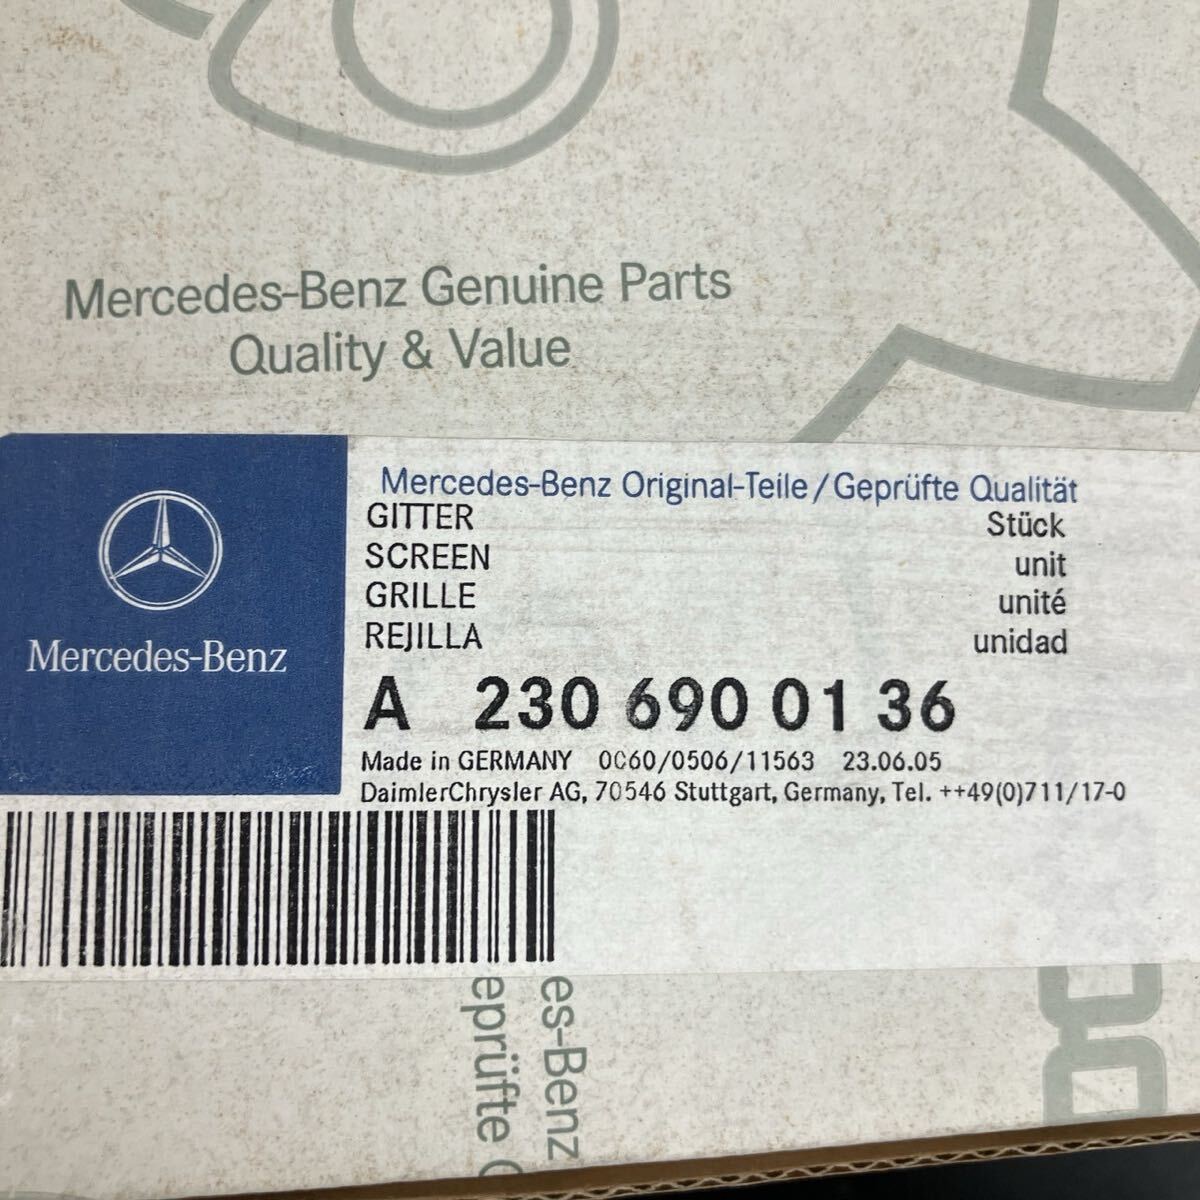 Mercedes-Benz Genuine Parts
Quality & Value
Mercedes-Benz
Mercedes-Benz Original-Teile/Geprüfte Qualität
GITTER Stück
SCREEN unit
GRILLE unité
REJILLA unidad
A 230 690 01 36
Made in GERMANY 0060/0506/11563 23.06.05
DaimlerChrysler AG, 70546 Stuttgart, Germany, Tel. ++49(0)711/17-0
es-Benz
eprüfte